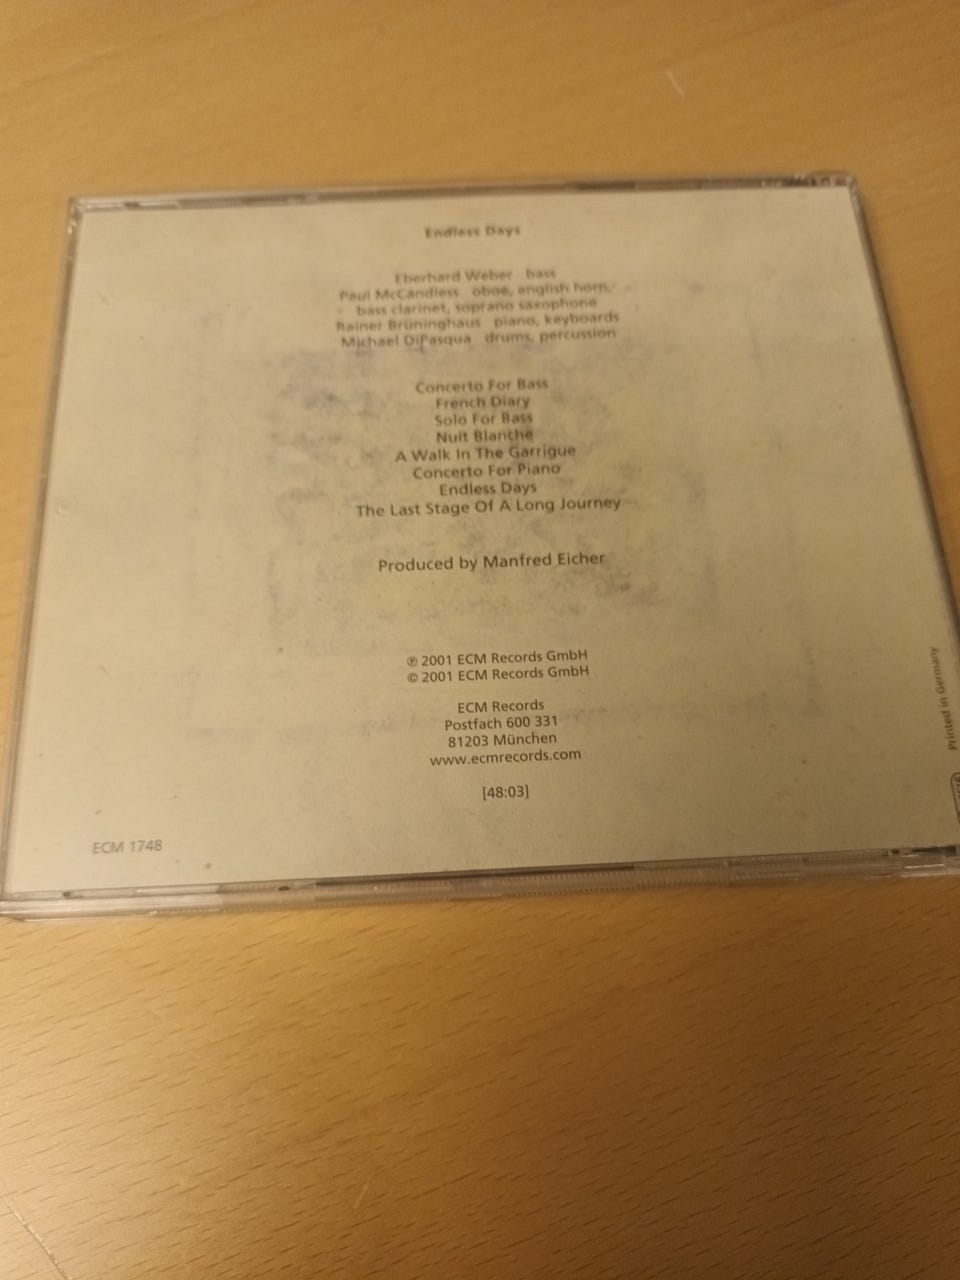 Endless Days
Eberhard Weber bass
Paul McCandless oboe, english horn,
bass clarinet, soprano saxophone
Rainer Brüninghaus piano, keyboards
Michael DiPasqua drums, percussion
Concerto For Bass
French Diary
Solo For Bass
Nuit Blanche
A Walk In The Garrigue
Concerto For Piano
Endless Days
The Last Stage Of A Long Journey
Produced by Manfred Eicher
℗ 2001 ECM Records GmbH
© 2001 ECM Records GmbH
ECM Records
Postfach 600 331
81203 München
www.ecmrecords.com
[48:03]
ECM 1748
Printed in Germany